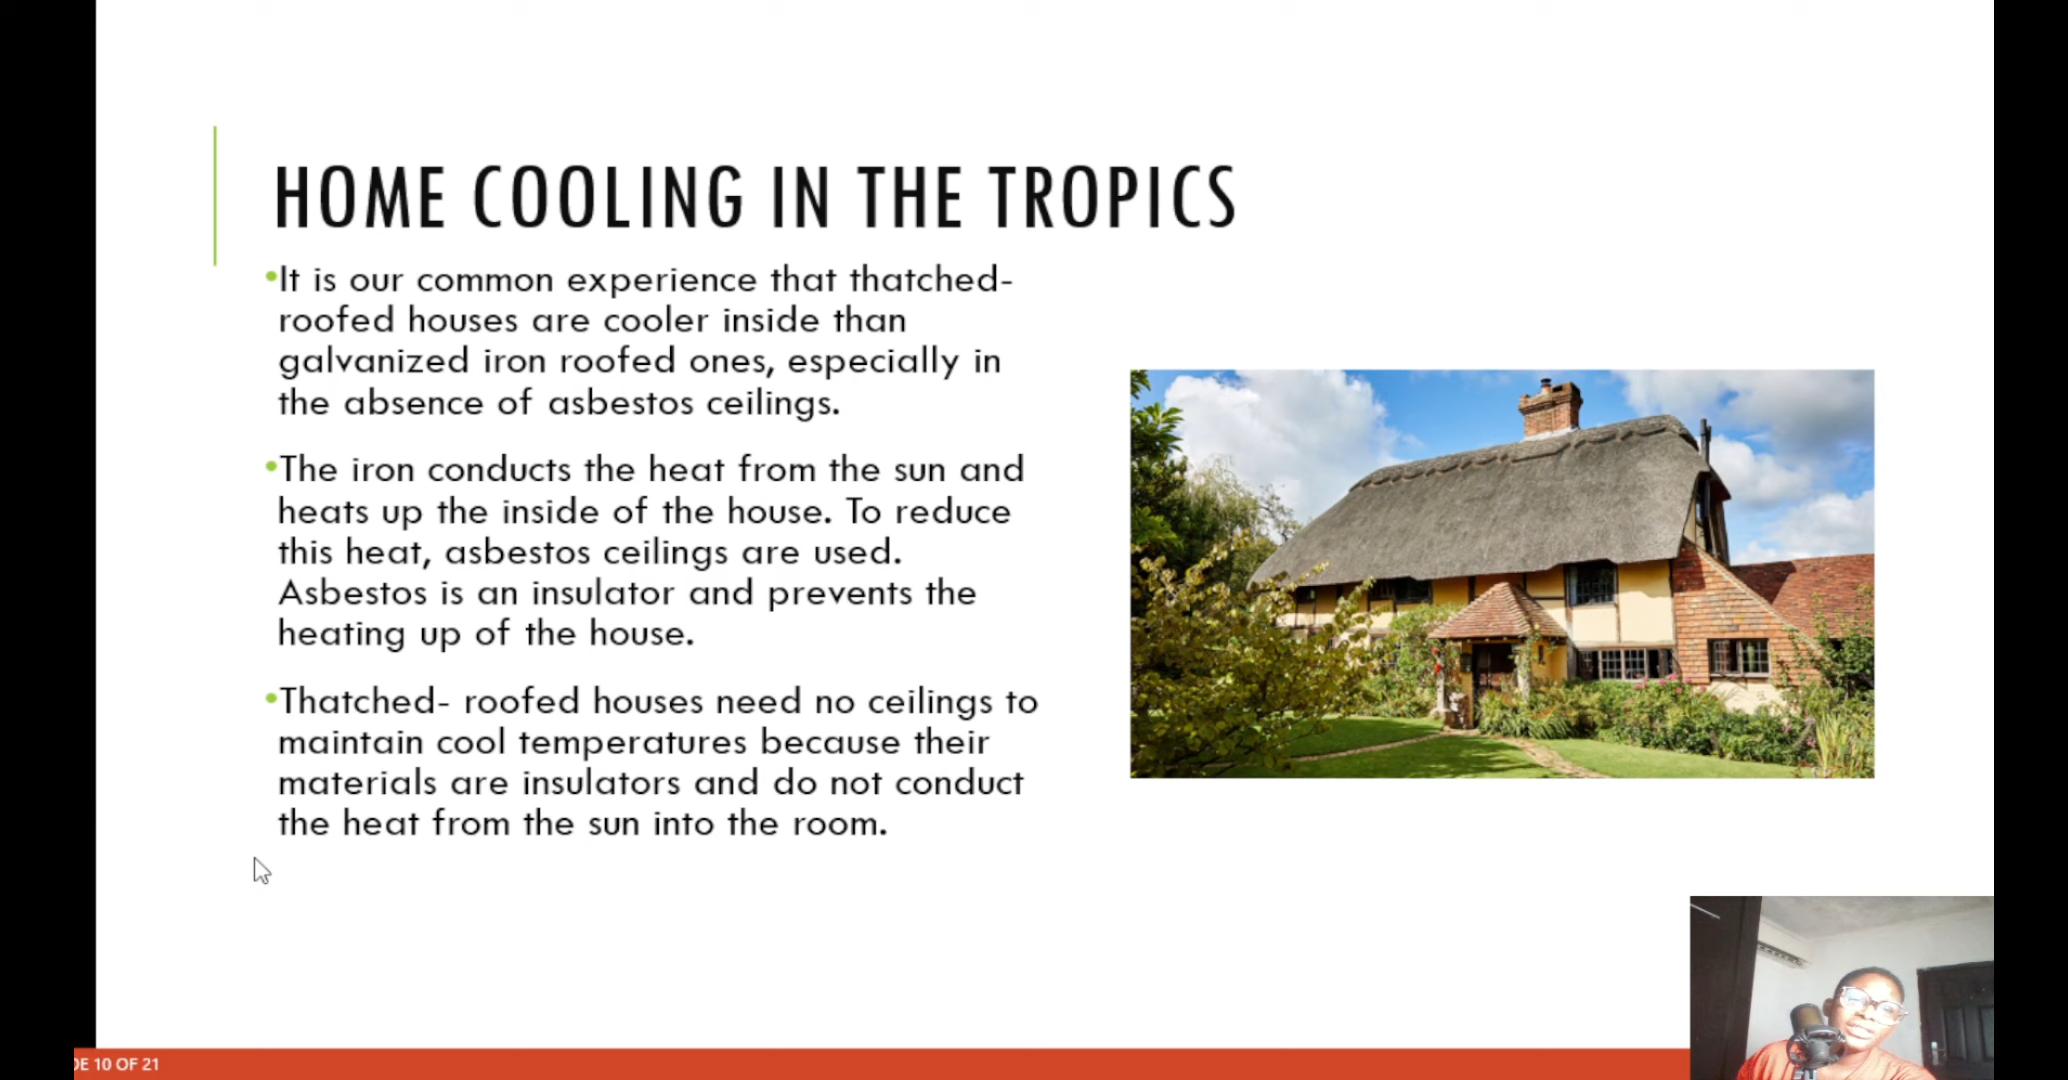 HOME COOLING IN THE TROPICS
•It is our common experience that thatched-
roofed houses are cooler inside than
galvanized iron roofed ones, especially in
the absence of asbestos ceilings.
•The iron conducts the heat from the sun and
heats up the inside of the house. To reduce
this heat, asbestos ceilings are used.
Asbestos is an insulator and prevents the
heating up of the house.
•Thatched- roofed houses need no ceilings to
maintain cool temperatures because their
materials are insulators and do not conduct
the heat from the sun into the room.
DE 10 OF 21